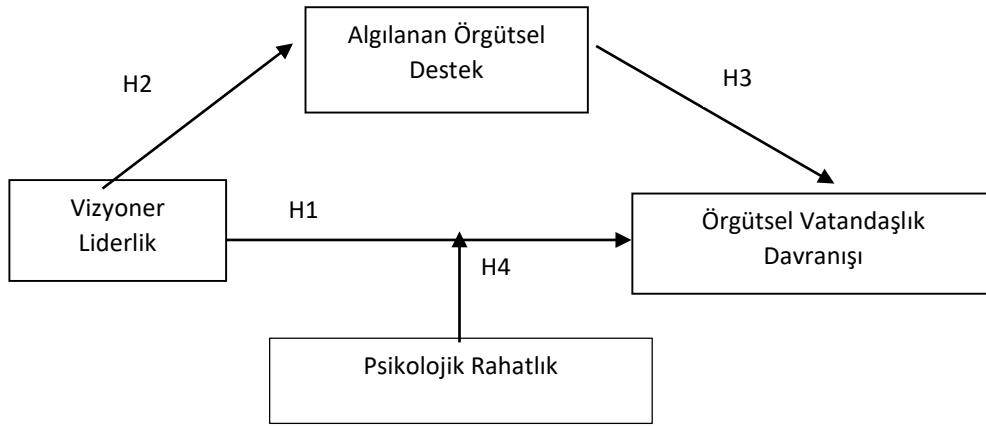 Algılanan Örgütsel
Destek
H2
H3
Vizyoner
Liderlik
H1
Örgütsel Vatandaşlık
Davranışı
H4
Psikolojik Rahatlık